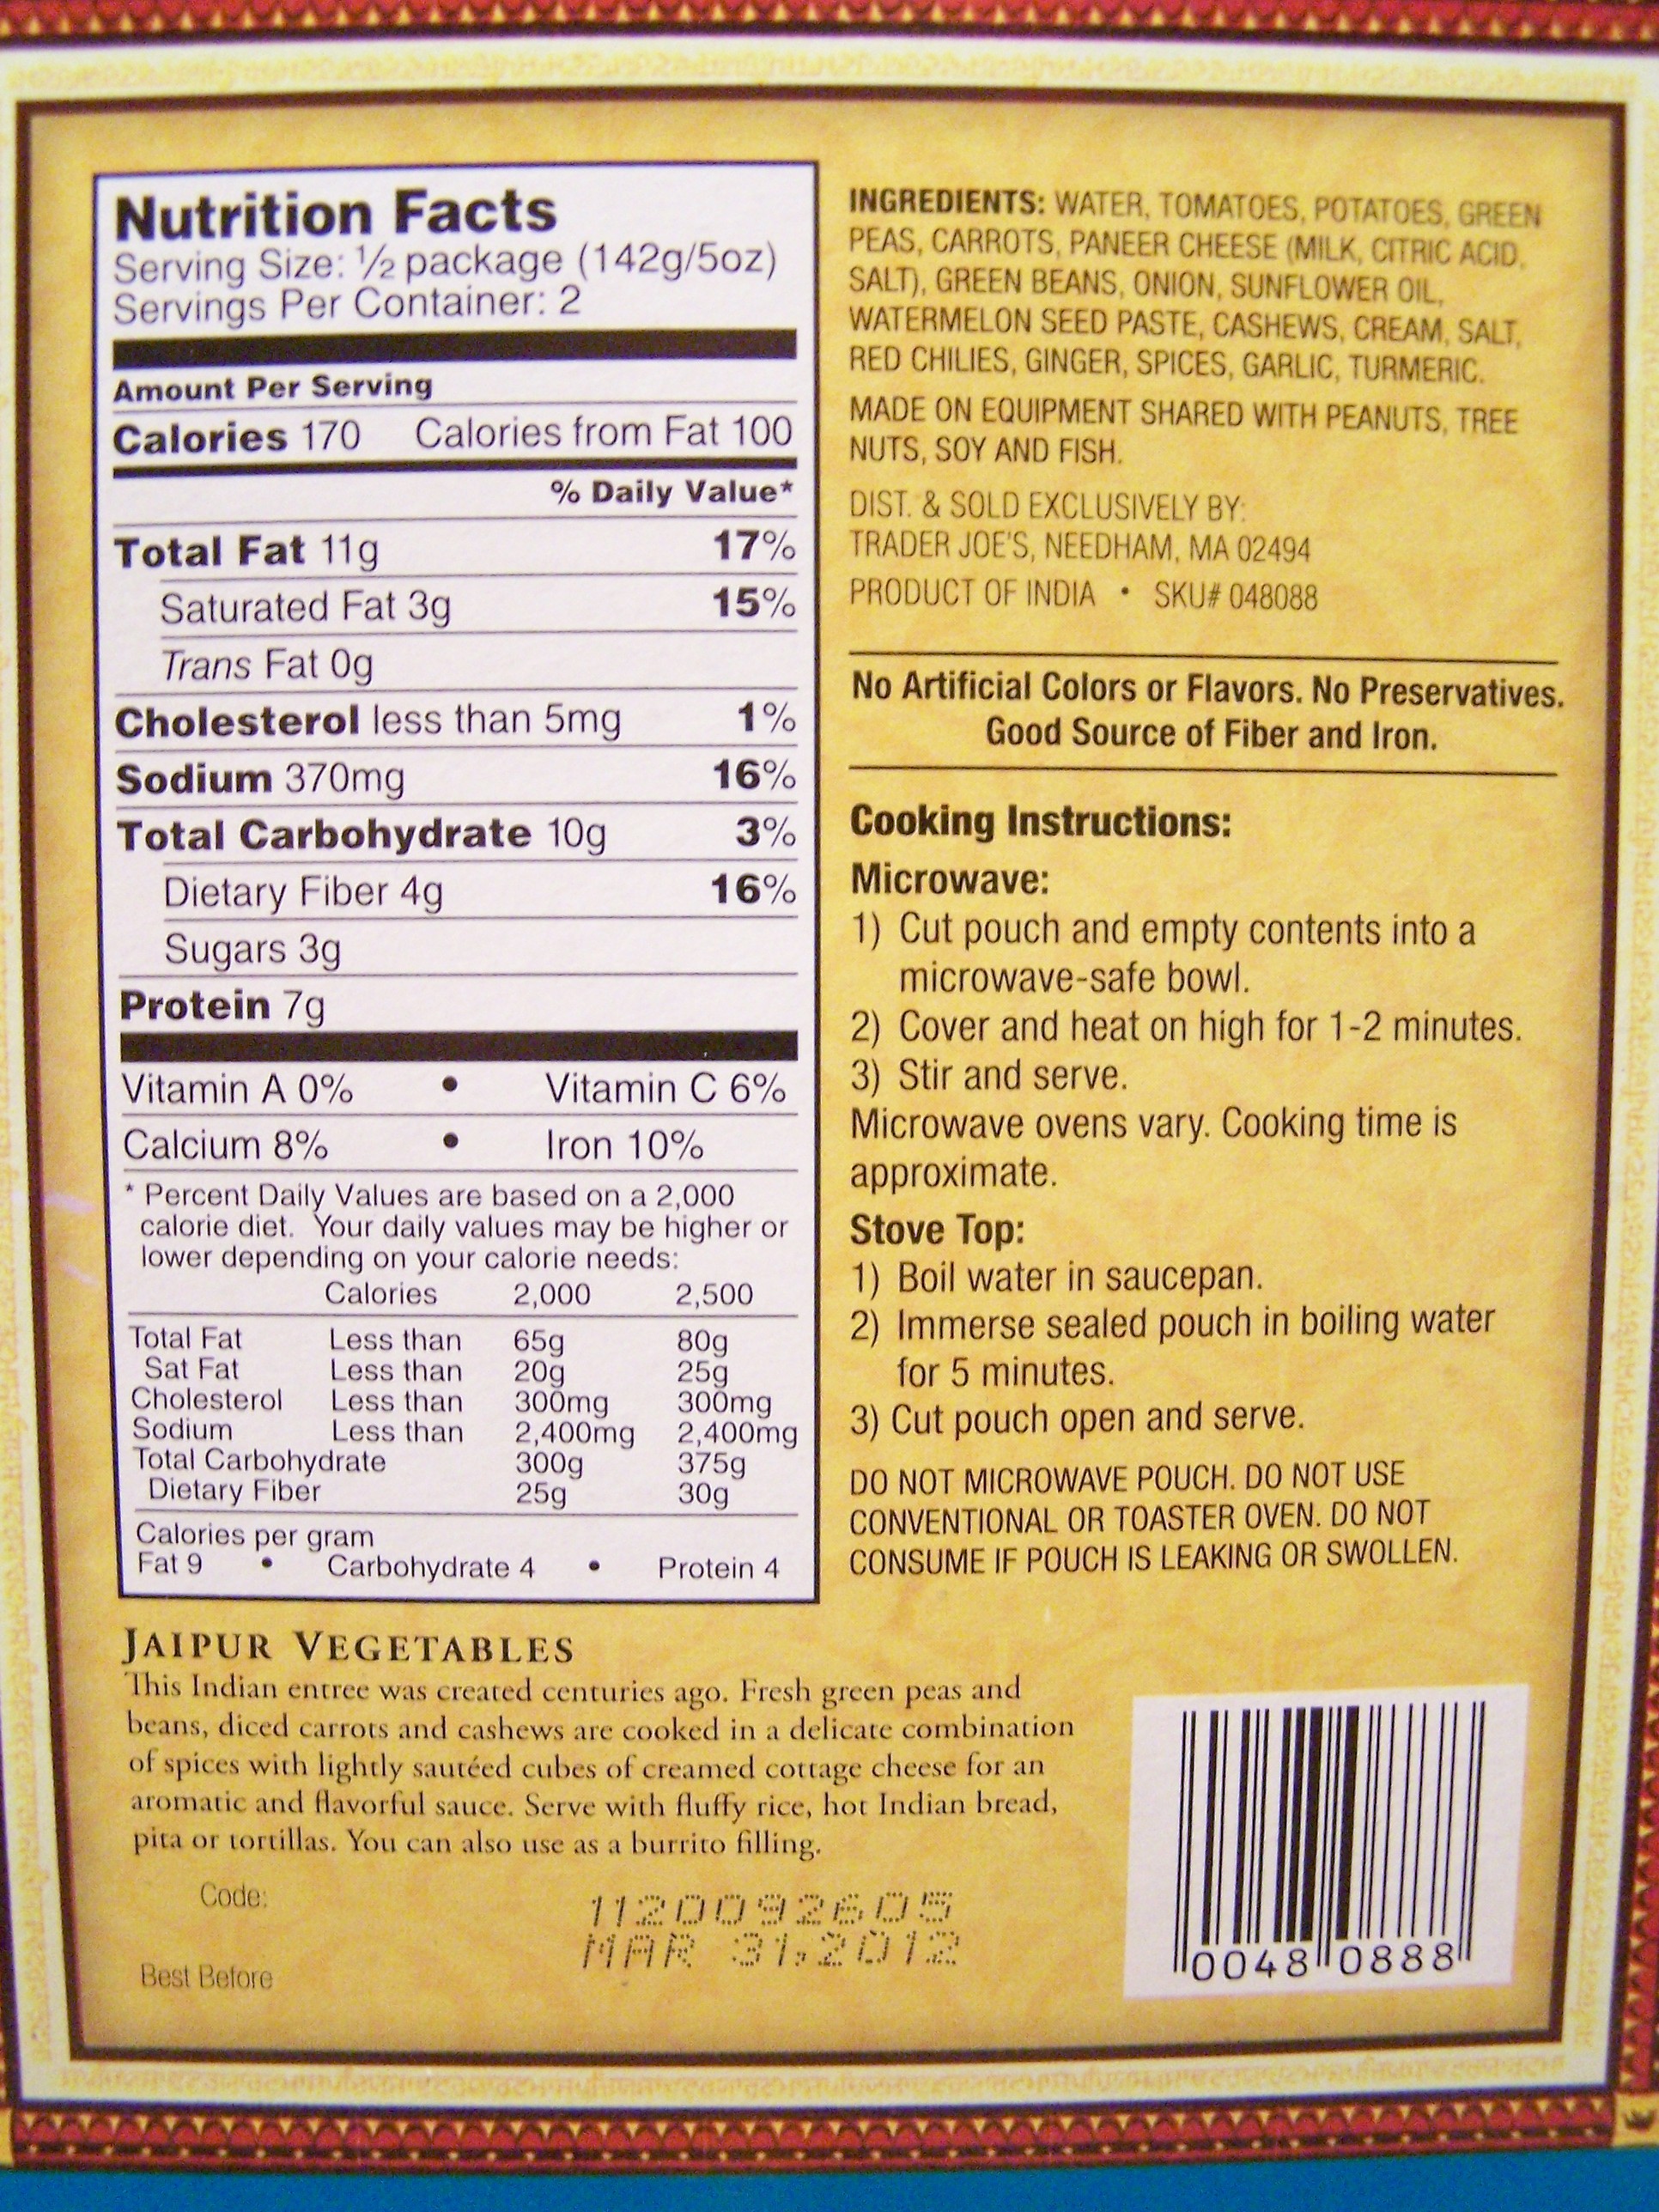 Nutrition Facts
Serving Size: ½ package (142g/5oz)
Servings Per Container: 2
Amount Per Serving
Calories 170 Calories from Fat 100
% Daily Value*
Total Fat 11g 17%
Saturated Fat 3g 15%
Trans Fat 0g
Cholesterol less than 5mg 1%
Sodium 370mg 16%
Total Carbohydrate 10g 3%
Dietary Fiber 4g 16%
Sugars 3g
Protein 7g
Vitamin A 0% • Vitamin C 6%
Calcium 8% • Iron 10%
* Percent Daily Values are based on a 2,000
calorie diet. Your daily values may be higher or
lower depending on your calorie needs:
Calories 2,000 2,500
Total Fat Less than 65g 80g
Sat Fat Less than 20g 25g
Cholesterol Less than 300mg 300mg
Sodium Less than 2,400mg 2,400mg
Total Carbohydrate 300g 375g
Dietary Fiber 25g 30g
Calories per gram
Fat 9 • Carbohydrate 4 • Protein 4
INGREDIENTS: WATER, TOMATOES, POTATOES, GREEN
PEAS, CARROTS, PANEER CHEESE (MILK, CITRIC ACID,
SALT), GREEN BEANS, ONION, SUNFLOWER OIL,
WATERMELON SEED PASTE, CASHEWS, CREAM, SALT,
RED CHILIES, GINGER, SPICES, GARLIC, TURMERIC.
MADE ON EQUIPMENT SHARED WITH PEANUTS, TREE
NUTS, SOY AND FISH.
DIST. & SOLD EXCLUSIVELY BY:
TRADER JOE'S, NEEDHAM, MA 02494
PRODUCT OF INDIA • SKU# 048088
No Artificial Colors or Flavors. No Preservatives.
Good Source of Fiber and Iron.
Cooking Instructions:
Microwave:
1) Cut pouch and empty contents into a
microwave-safe bowl.
2) Cover and heat on high for 1-2 minutes.
3) Stir and serve.
Microwave ovens vary. Cooking time is
approximate.
Stove Top:
1) Boil water in saucepan.
2) Immerse sealed pouch in boiling water
for 5 minutes.
3) Cut pouch open and serve.
DO NOT MICROWAVE POUCH. DO NOT USE
CONVENTIONAL OR TOASTER OVEN. DO NOT
CONSUME IF POUCH IS LEAKING OR SWOLLEN.
JAIPUR VEGETABLES
This Indian entree was created centuries ago. Fresh green peas and
beans, diced carrots and cashews are cooked in a delicate combination
of spices with lightly sautéed cubes of creamed cottage cheese for an
aromatic and flavorful sauce. Serve with fluffy rice, hot Indian bread,
pita or tortillas. You can also use as a burrito filling.
Code: 1120092605
Best Before MAR 31,2012
0048 0888